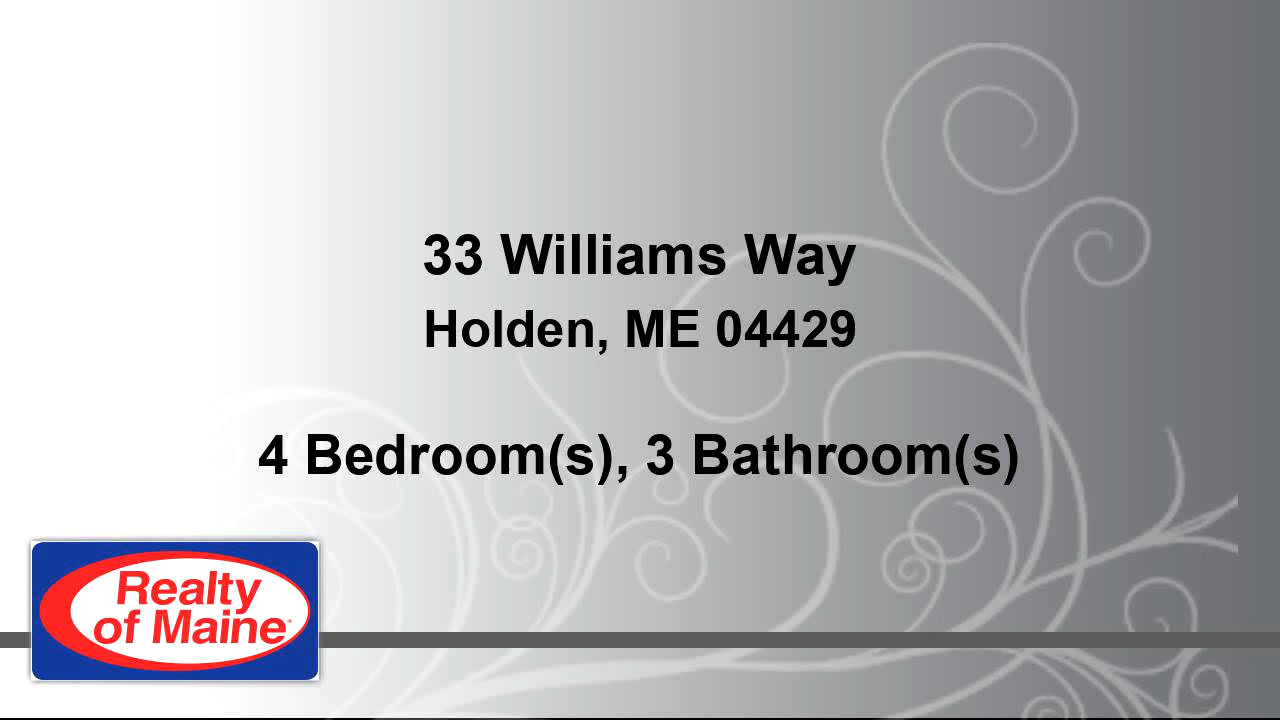 33 Williams Way
Holden, ME 04429
4 Bedroom(s), 3 Bathroom(s)
Realty
of Maine